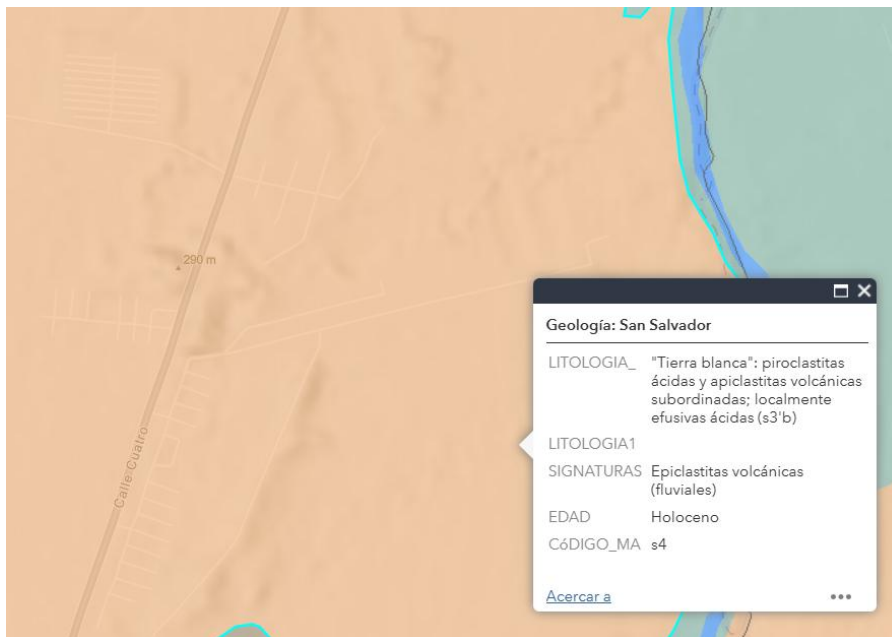 290 m
Calle Cuatro
Geología: San Salvador
LITOLOGIA_ "Tierra blanca": piroclastitas
ácidas y apiclastitas volcánicas
subordinadas; localmente
efusivas ácidas (s3'b)
LITOLOGIA1
SIGNATURAS Epiclastitas volcánicas
(fluviales)
EDAD Holoceno
CóDIGO_MA s4
Acercar a